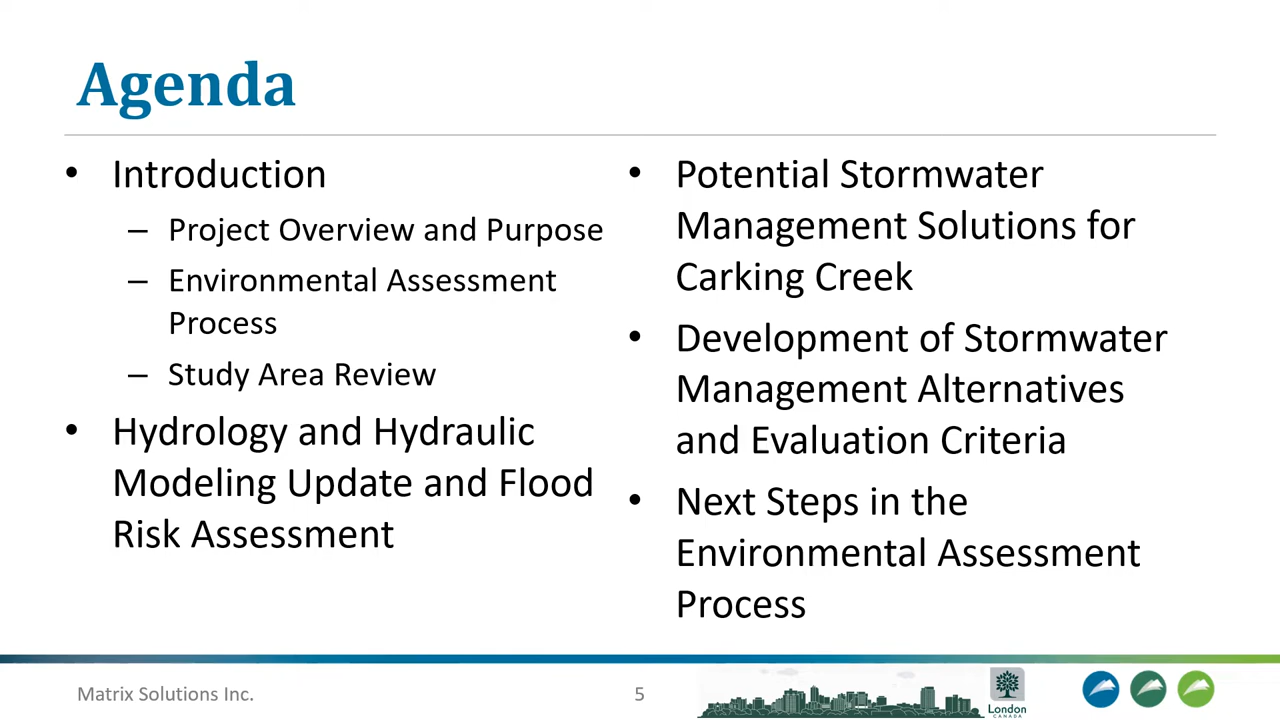 Agenda
• Introduction
– Project Overview and Purpose
– Environmental Assessment
Process
– Study Area Review
• Hydrology and Hydraulic
Modeling Update and Flood
Risk Assessment
• Potential Stormwater
Management Solutions for
Carking Creek
• Development of Stormwater
Management Alternatives
and Evaluation Criteria
• Next Steps in the
Environmental Assessment
Process
Matrix Solutions Inc.
5
London
CANADA